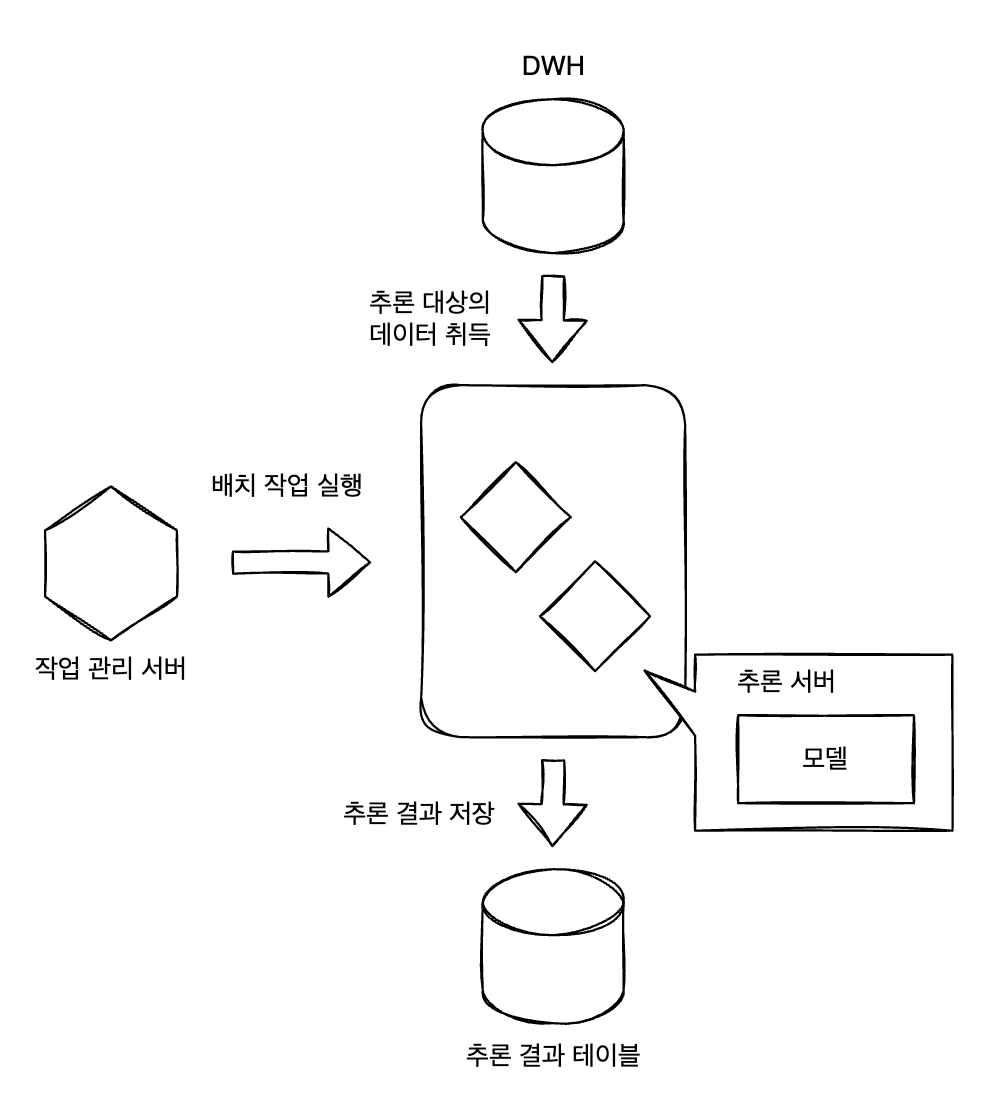 DWH
추론 대상의
데이터 취득
배치 작업 실행
작업 관리 서버
추론 서버
모델
추론 결과 저장
추론 결과 테이블